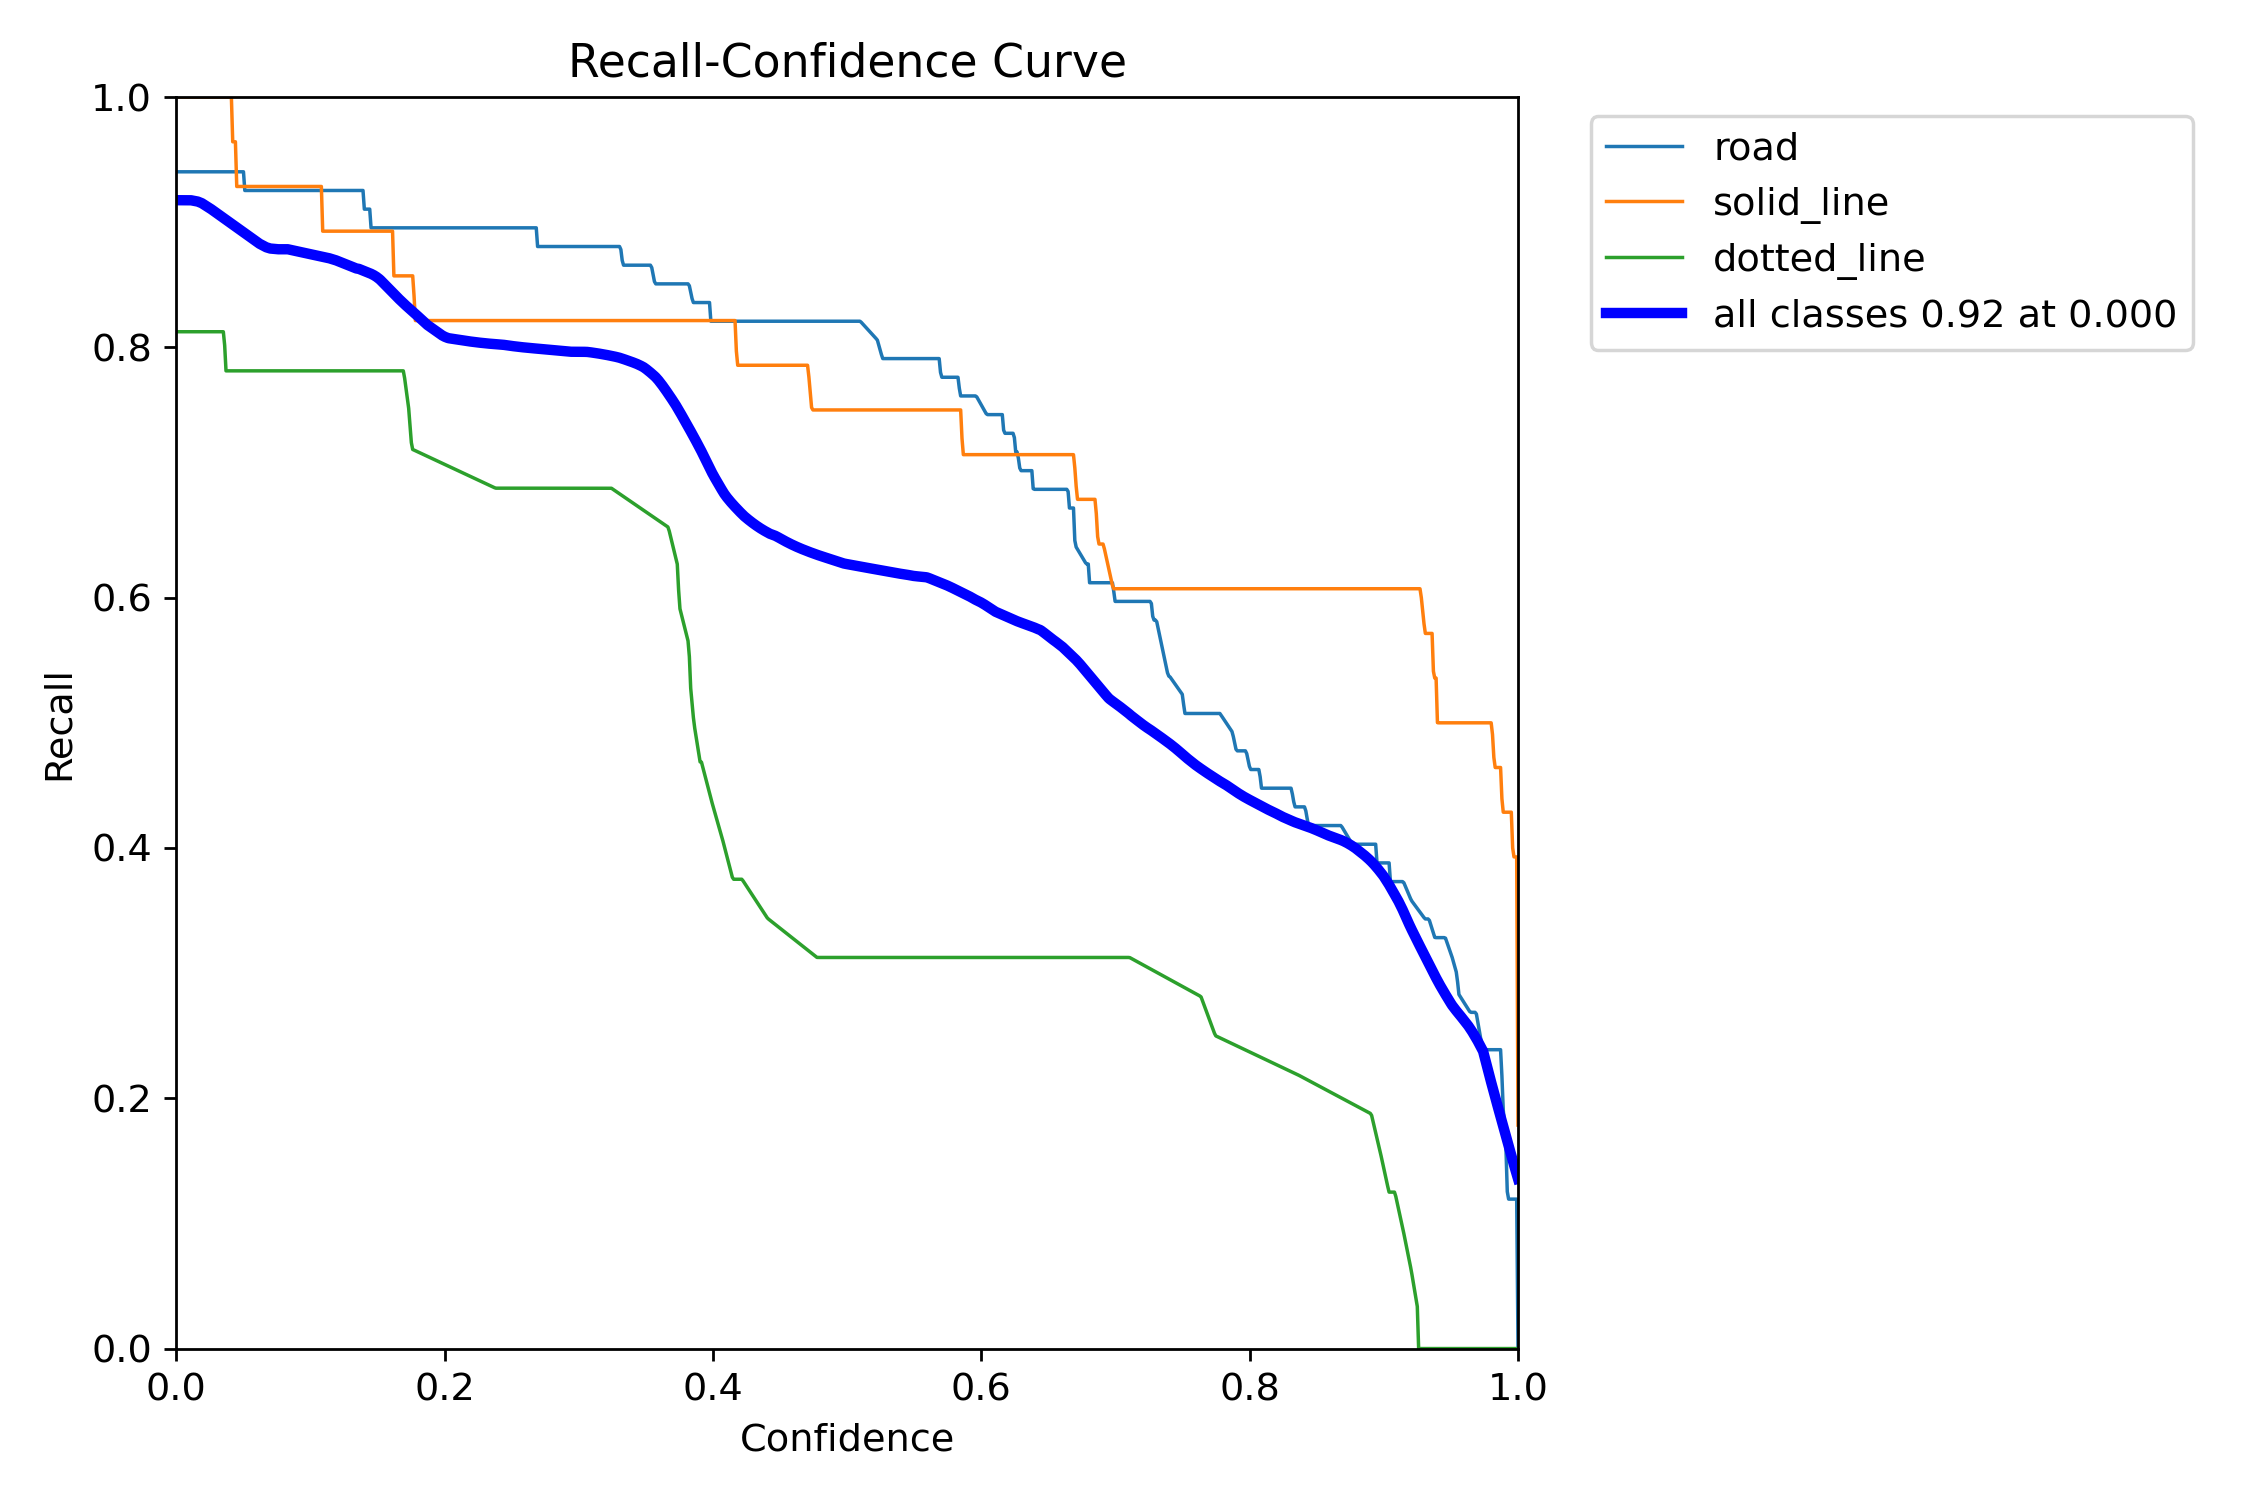 Recall-Confidence Curve
1.0
0.8
0.6
0.4
0.2
0.0
Recall
0.0 0.2 0.4 0.6 0.8 1.0
Confidence
road
solid_line
dotted_line
all classes 0.92 at 0.000